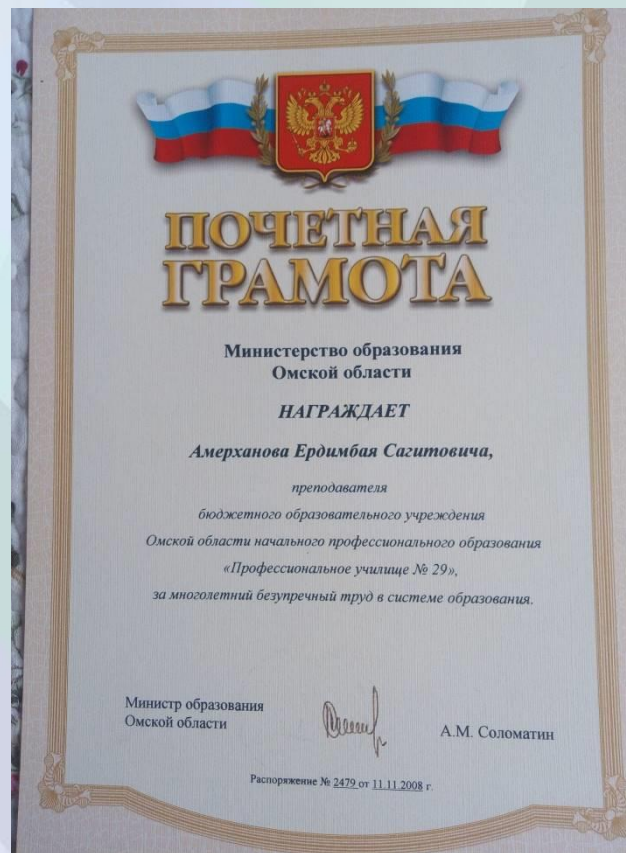 ПОЧЕТНАЯ
ГРАМОТА
Министерство образования
Омской области
НАГРАЖДАЕТ
Амерханова Ердимбая Сагитовича,
преподавателя
бюджетного образовательного учреждения
Омской области начального профессионального образования
«Профессиональное училище № 29»,
за многолетний безупречный труд в системе образования.
Министр образования
Омской области
А.М. Соломатин
Распоряжение № 2479 от 11.11.2008 г.